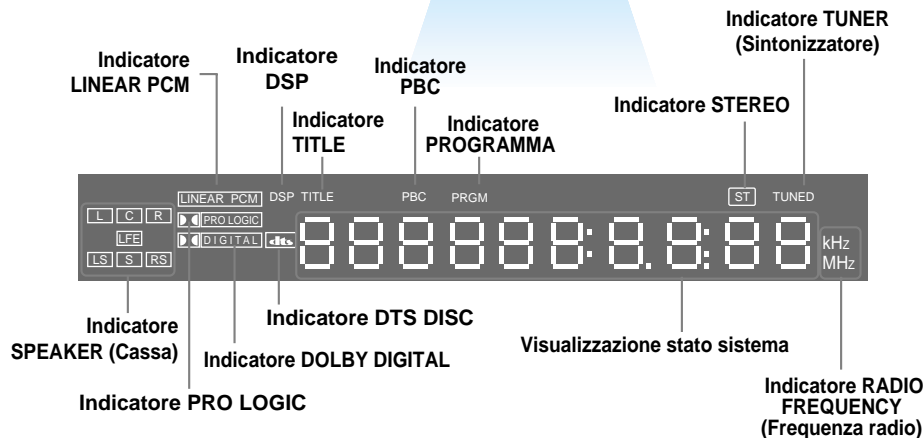 Indicatore TUNER
(Sintonizzatore)
Indicatore
LINEAR PCM
Indicatore
DSP
Indicatore
PBC
Indicatore STEREO
Indicatore
TITLE
Indicatore
PROGRAMMA
LINEAR PCM DSP TITLE PBC PRGM ST TUNED
L C R
PRO LOGIC
LFE
DIGITAL dts
LS S RS
kHz
MHz
Indicatore
SPEAKER (Cassa)
Indicatore DTS DISC
Indicatore DOLBY DIGITAL
Visualizzazione stato sistema
Indicatore PRO LOGIC
Indicatore RADIO
FREQUENCY
(Frequenza radio)